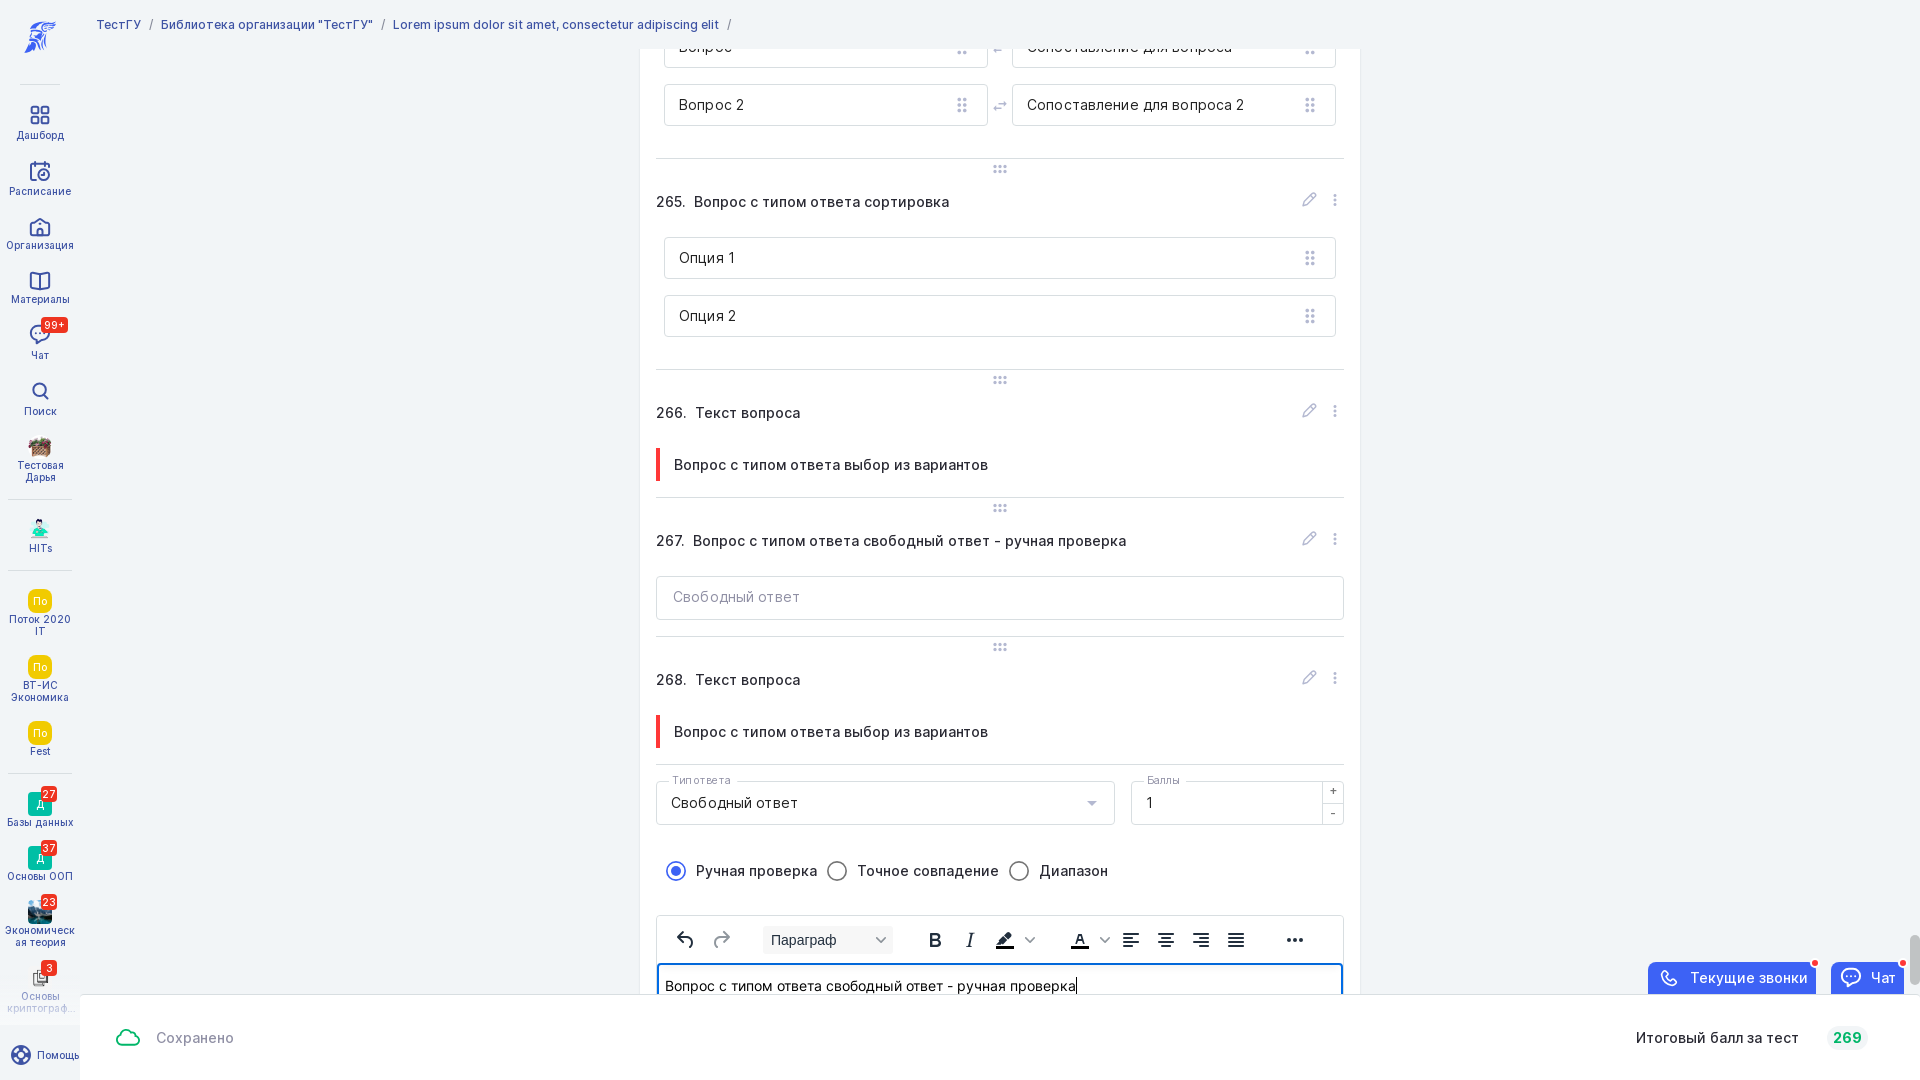 ТестГУ / Библиотека организации "ТестГУ" / Lorem ipsum dolor sit amet, consectetur adipiscing elit /
Дашборд
Расписание
Организация
Материалы
99+
Чат
Поиск
Тестовая
Дарья
HITs
По
Поток 2020
IT
По
ВТ-ИС
Экономика
По
Fest
27
Д
Базы данных
37
Д
Основы ООП
23
Экономическ
ая теория
3
Основы
криптограф...
Помощь
Вопрос
Сопоставление для вопроса
Вопрос 2
Сопоставление для вопроса 2
265. Вопрос с типом ответа сортировка
Опция 1
Опция 2
266. Текст вопроса
Вопрос с типом ответа выбор из вариантов
267. Вопрос с типом ответа свободный ответ - ручная проверка
Свободный ответ
268. Текст вопроса
Вопрос с типом ответа выбор из вариантов
Тип ответа
Свободный ответ
Баллы
1
+
-
Ручная проверка
Точное совпадение
Диапазон
Параграф
B I A
Вопрос с типом ответа свободный ответ - ручная проверка
Текущие звонки
Чат
Сохранено
Итоговый балл за тест 269